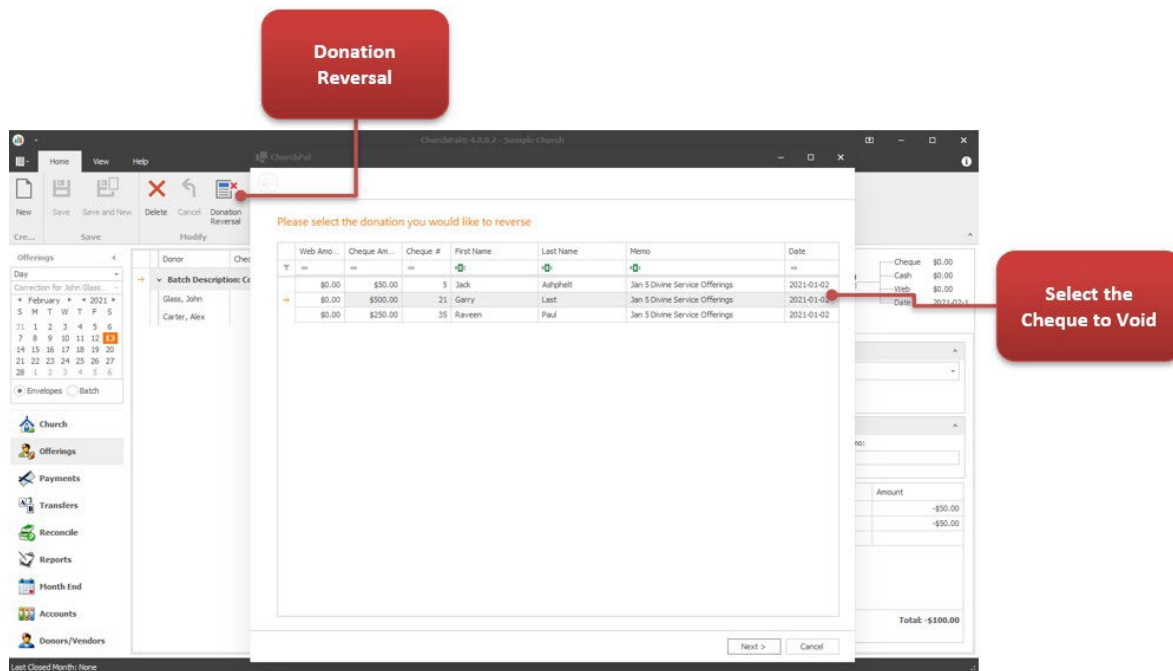 Donation
Reversal
ChurchPal® 4.0.0.2 - Sample Church
Home View Help
ChurchPal
New Save Save and New Delete Cancel Donation
Reversal
Cre... Save Modify
Please select the donation you would like to reverse
Offerings
Day
Correction for John Glass...
February 2021
S M T W T F S
31 1 2 3 4 5 6
7 8 9 10 11 12 13
14 15 16 17 18 19 20
21 22 23 24 25 26 27
28 1 2 3 4 5 6
Envelopes Batch
Donor Chec
Batch Description: Co
Glass, John
Carter, Alex
Web Amo... Cheque Am... Cheque # First Name Last Name Memo Date
$0.00 $50.00 5 Jack Ashphelt Jan 5 Divine Service Offerings 2021-01-02
$0.00 $500.00 21 Garry Last Jan 5 Divine Service Offerings 2021-01-02
$0.00 $250.00 35 Raveen Paul Jan 5 Divine Service Offerings 2021-01-02
Cheque $0.00
Cash $0.00
Web $0.00
Date 2021-02-1
Select the
Cheque to Void
Church
Offerings
Payments
Transfers
Reconcile
Reports
Month End
Accounts
Donors/Vendors
mo:
Amount
-$50.00
-$50.00
Total: -$100.00
Next > Cancel
Last Closed Month: None